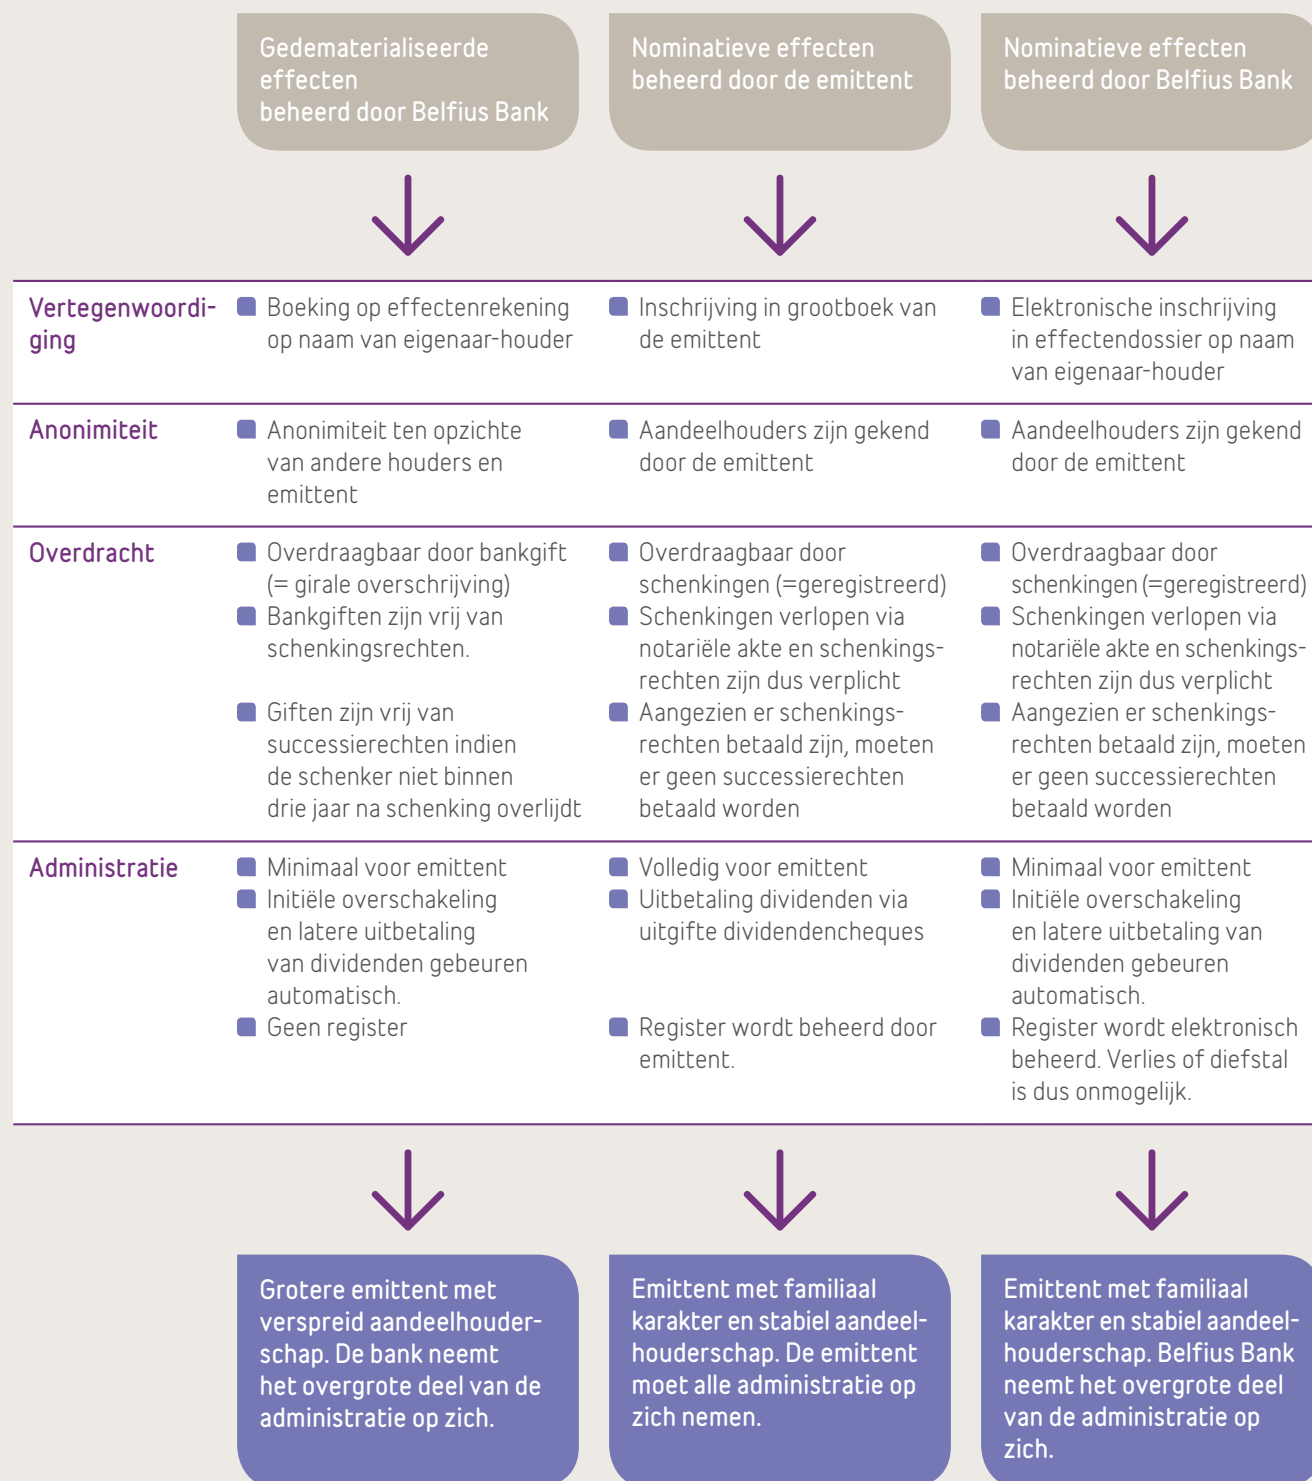 Gedematerialiseerde
effecten
beheerd door Belfius Bank
Nominatieve effecten
beheerd door de emittent
Nominatieve effecten
beheerd door Belfius Bank
Vertegenwoordi-
ging
Boeking op effectenrekening
op naam van eigenaar-houder
Inschrijving in grootboek van
de emittent
Elektronische inschrijving
in effectendossier op naam
van eigenaar-houder
Anonimiteit
Anonimiteit ten opzichte
van andere houders en
emittent
Aandeelhouders zijn gekend
door de emittent
Aandeelhouders zijn gekend
door de emittent
Overdracht
Overdraagbaar door bankgift
(= girale overschrijving)
Bankgiften zijn vrij van
schenkingsrechten.
Giften zijn vrij van
successierechten indien
de schenker niet binnen
drie jaar na schenking overlijdt
Overdraagbaar door
schenkingen (=geregistreerd)
Schenkingen verlopen via
notariële akte en schenkings-
rechten zijn dus verplicht
Aangezien er schenkings-
rechten betaald zijn, moeten
er geen successierechten
betaald worden
Overdraagbaar door
schenkingen (=geregistreerd)
Schenkingen verlopen via
notariële akte en schenkings-
rechten zijn dus verplicht
Aangezien er schenkings-
rechten betaald zijn, moeten
er geen successierechten
betaald worden
Administratie
Minimaal voor emittent
Initiële overschakeling
en latere uitbetaling
van dividenden gebeuren
automatisch.
Geen register
Volledig voor emittent
Uitbetaling dividenden via
uitgifte dividendencheques
Register wordt beheerd door
emittent.
Minimaal voor emittent
Initiële overschakeling
en latere uitbetaling van
dividenden gebeuren
automatisch.
Register wordt elektronisch
beheerd. Verlies of diefstal
is dus onmogelijk.
Grotere emittent met
verspreid aandeelhouder-
schap. De bank neemt
het overgrote deel van de
administratie op zich.
Emittent met familiaal
karakter en stabiel aandeel-
houderschap. De emittent
moet alle administratie op
zich nemen.
Emittent met familiaal
karakter en stabiel aandeel-
houderschap. Belfius Bank
neemt het overgrote deel
van de administratie op
zich.